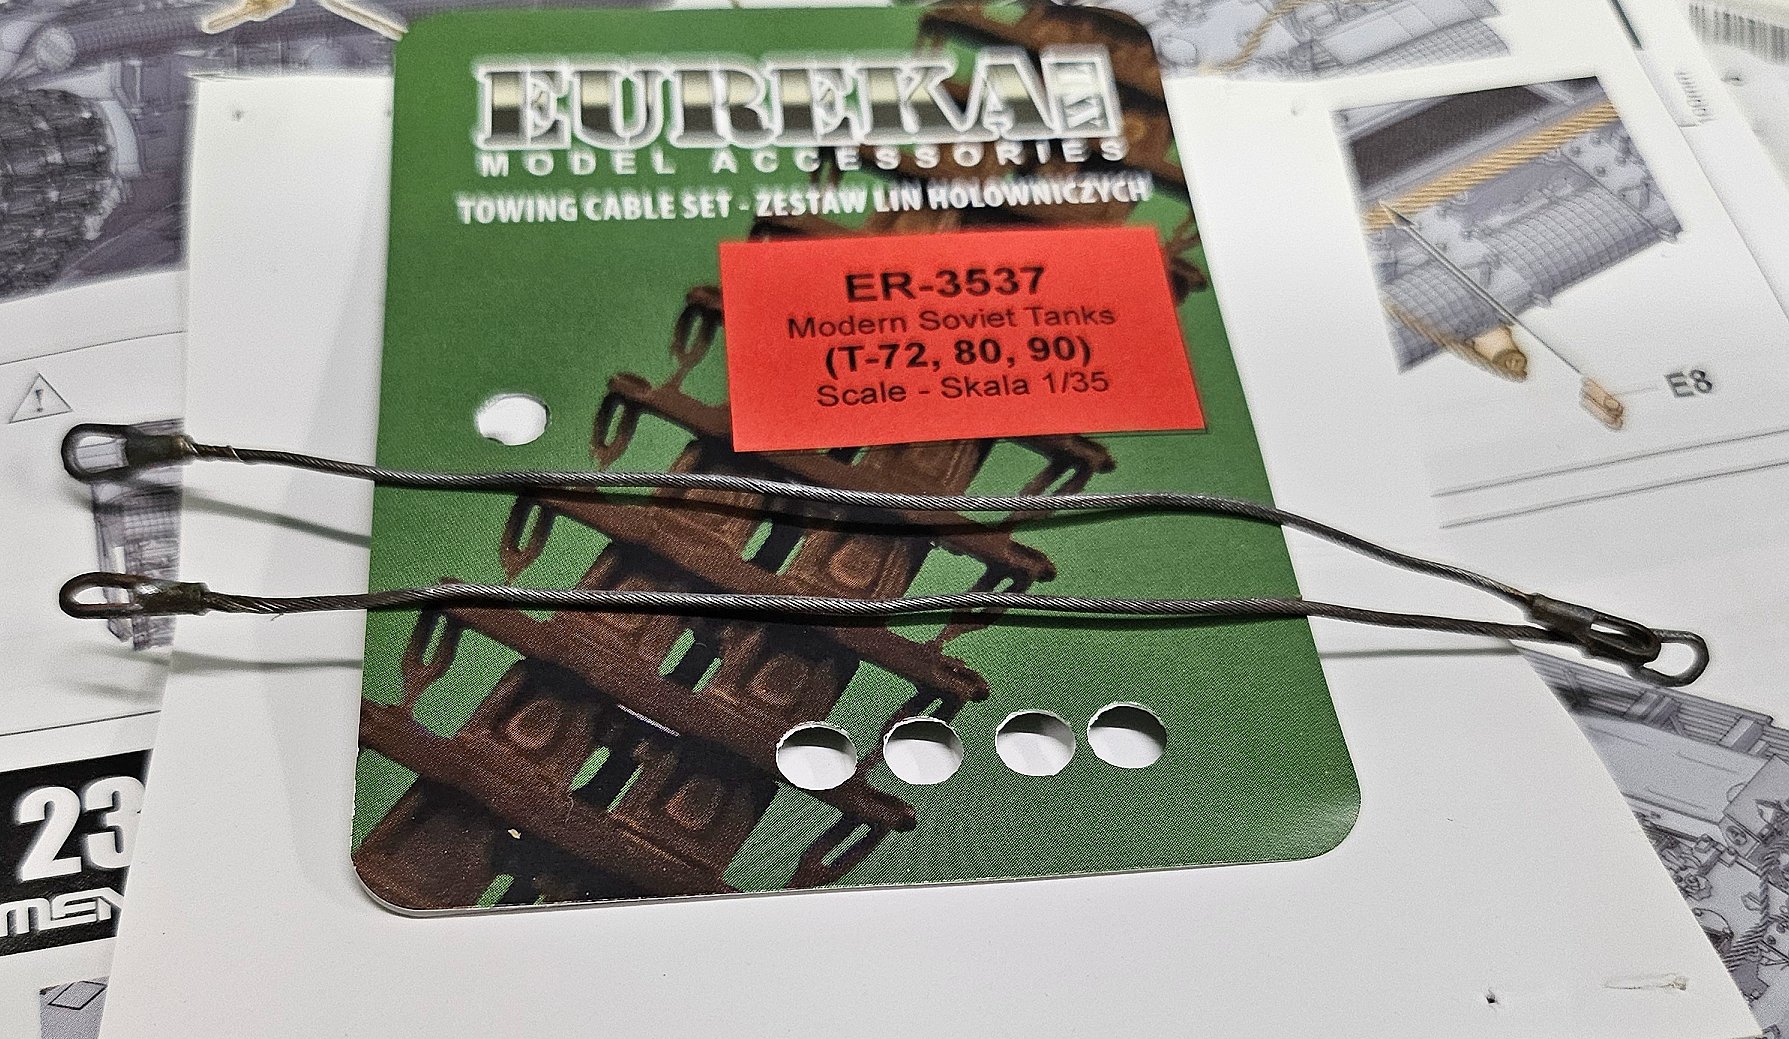 EUREKA XXL
MODEL ACCESSORIES
TOWING CABLE SET - ZESTAW LIN HOLOWNICZYCH
ER-3537
Modern Soviet Tanks
(T-72, 80, 90)
Scale - Skala 1/35
E8
23